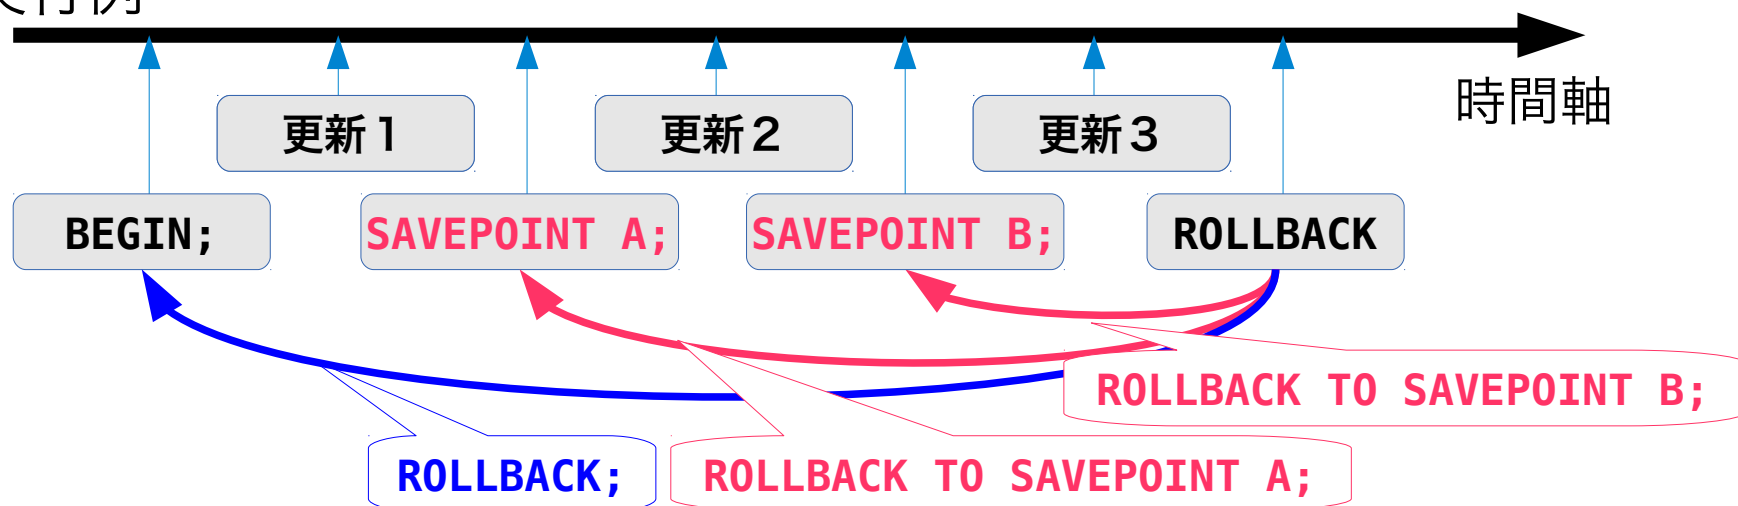 時間軸
更新１
更新２
更新３
BEGIN;
SAVEPOINT A;
SAVEPOINT B;
ROLLBACK
ROLLBACK TO SAVEPOINT B;
ROLLBACK;
ROLLBACK TO SAVEPOINT A;